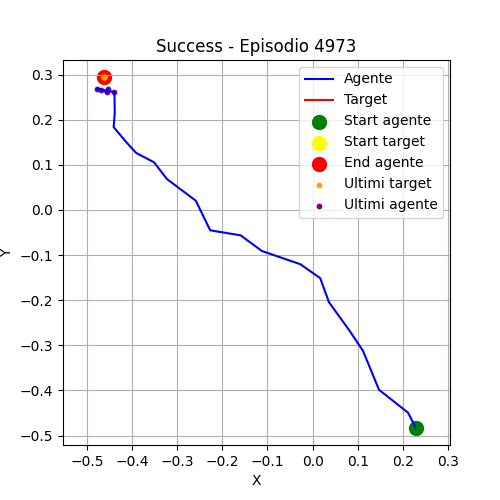 Success - Episodio 4973
Agente
Target
Start agente
Start target
End agente
Ultimi target
Ultimi agente
0.3
0.2
0.1
0.0
−0.1
−0.2
−0.3
−0.4
−0.5
Y
−0.5 −0.4 −0.3 −0.2 −0.1 0.0 0.1 0.2 0.3
X